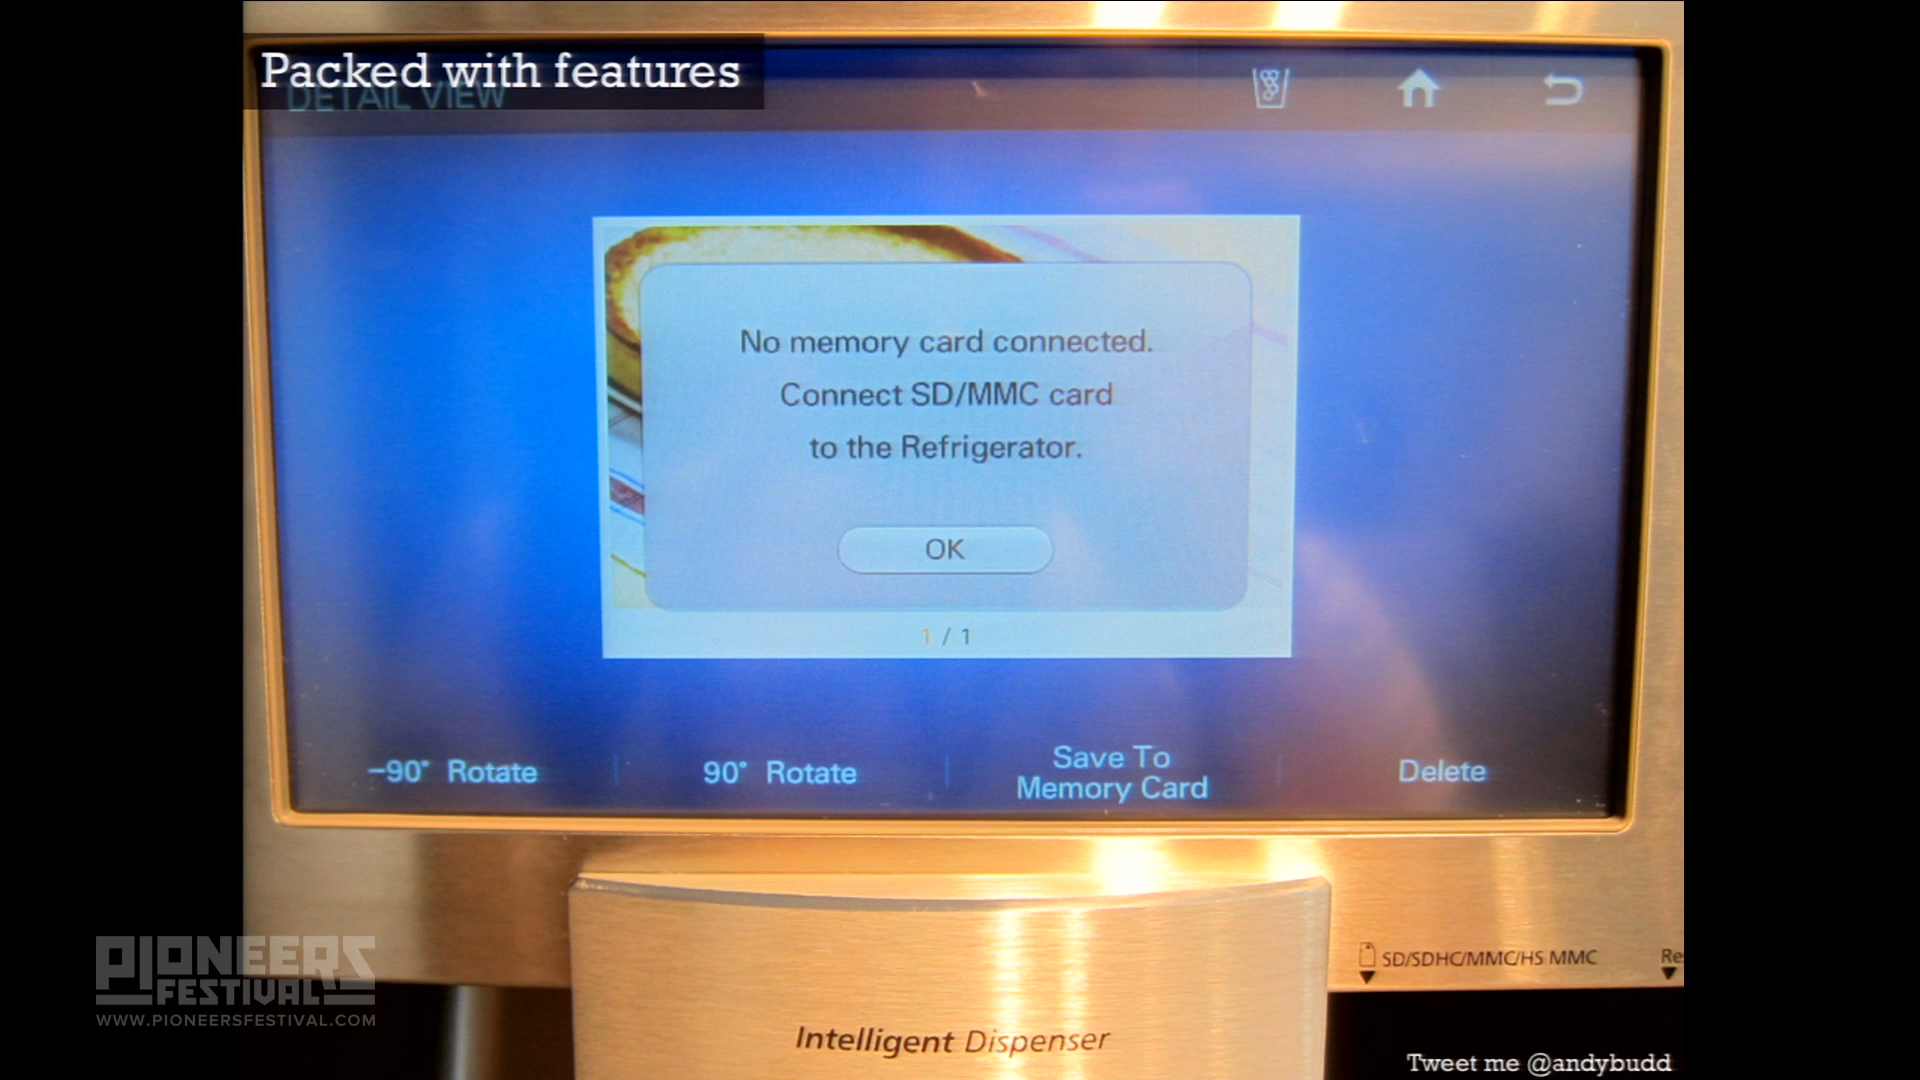 Packed with features
DETAIL VIEW
No memory card connected.
Connect SD/MMC card
to the Refrigerator.
OK
1 / 1
-90° Rotate
90° Rotate
Save To
Memory Card
Delete
SD/SDHC/MMC/HS MMC
PIONEERS
FESTIVAL
WWW.PIONEERSFESTIVAL.COM
Intelligent Dispenser
Tweet me @andybudd